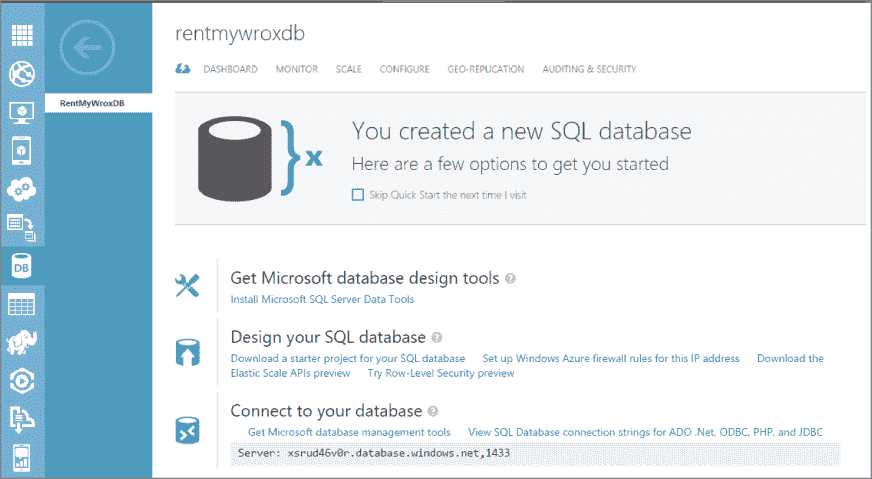 rentmywroxdb
DASHBOARD MONITOR SCALE CONFIGURE GEO-REPLICATION AUDITING & SECURITY
RentMyWroxDB
You created a new SQL database
Here are a few options to get you started
Skip Quick Start the next time I visit
Get Microsoft database design tools ?
Install Microsoft SQL Server Data Tools
Design your SQL database ?
Download a starter project for your SQL database Set up Windows Azure firewall rules for this IP address Download the
Elastic Scale APIs preview Try Row-Level Security preview
Connect to your database ?
Get Microsoft database management tools View SQL Database connection strings for ADO .Net, ODBC, PHP, and JDBC
Server: xsrud46v0r.database.windows.net,1433
DB
x